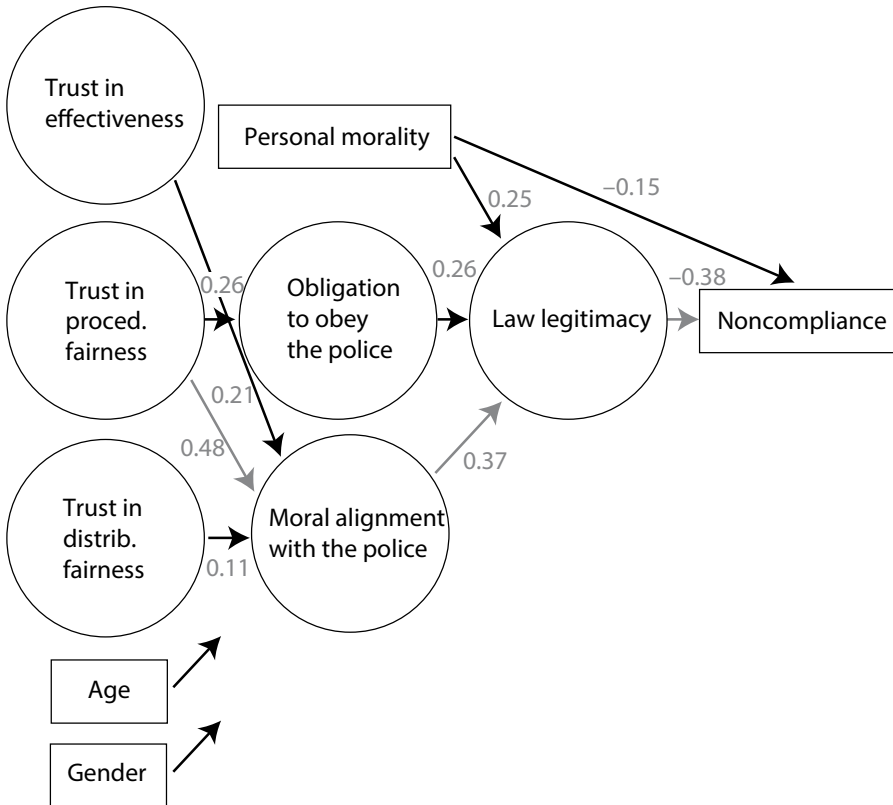 Trust in
effectiveness
Personal morality
–0.15
0.25
Trust in
proced.
fairness
0.26
Obligation
to obey
the police
0.26
Law legitimacy
–0.38
Noncompliance
0.21
0.48
0.37
Trust in
distrib.
fairness
0.11
Moral alignment
with the police
Age
Gender